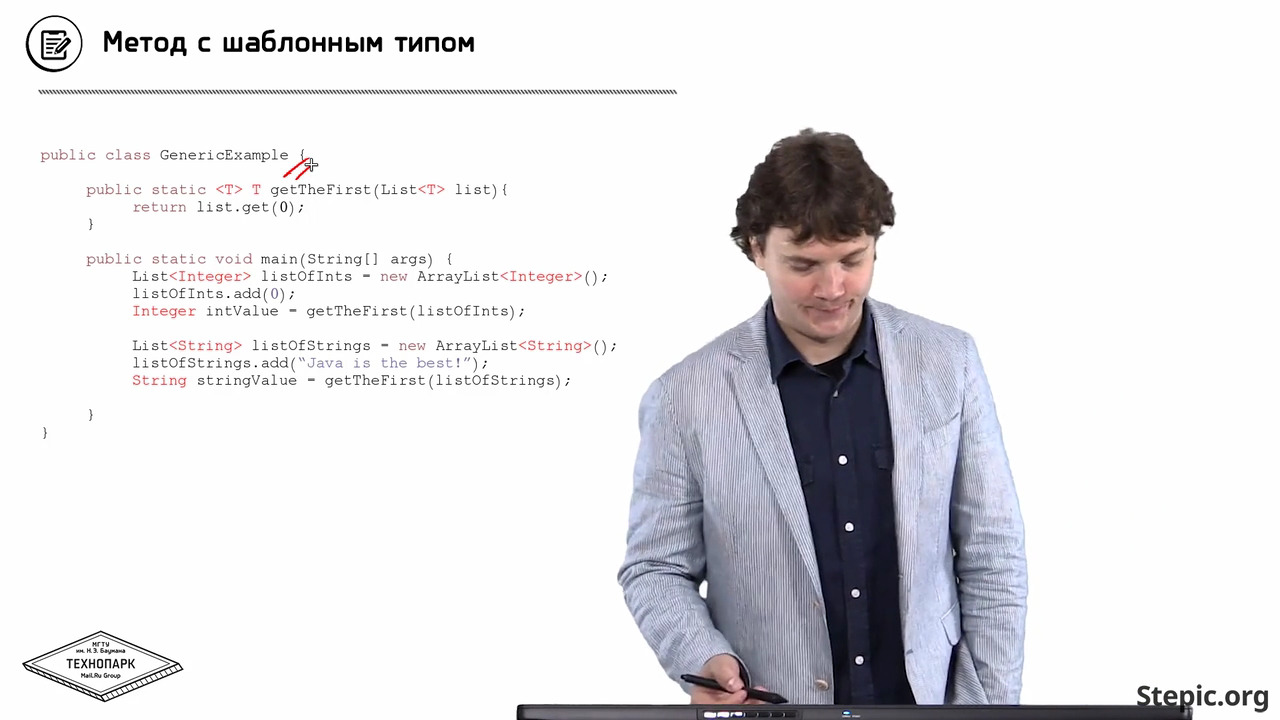 Метод с шаблонным типом
public class GenericExample {
public static <T> T getTheFirst(List<T> list){
return list.get(0);
}
public static void main(String[] args) {
List<Integer> listOfInts = new ArrayList<Integer>();
listOfInts.add(0);
Integer intValue = getTheFirst(listOfInts);
List<String> listOfStrings = new ArrayList<String>();
listOfStrings.add(“Java is the best!”);
String stringValue = getTheFirst(listOfStrings);
}
}
МГТУ
им. Н.Э. Баумана
ТЕХНОПАРК
Mail.Ru Group
Stepic.org